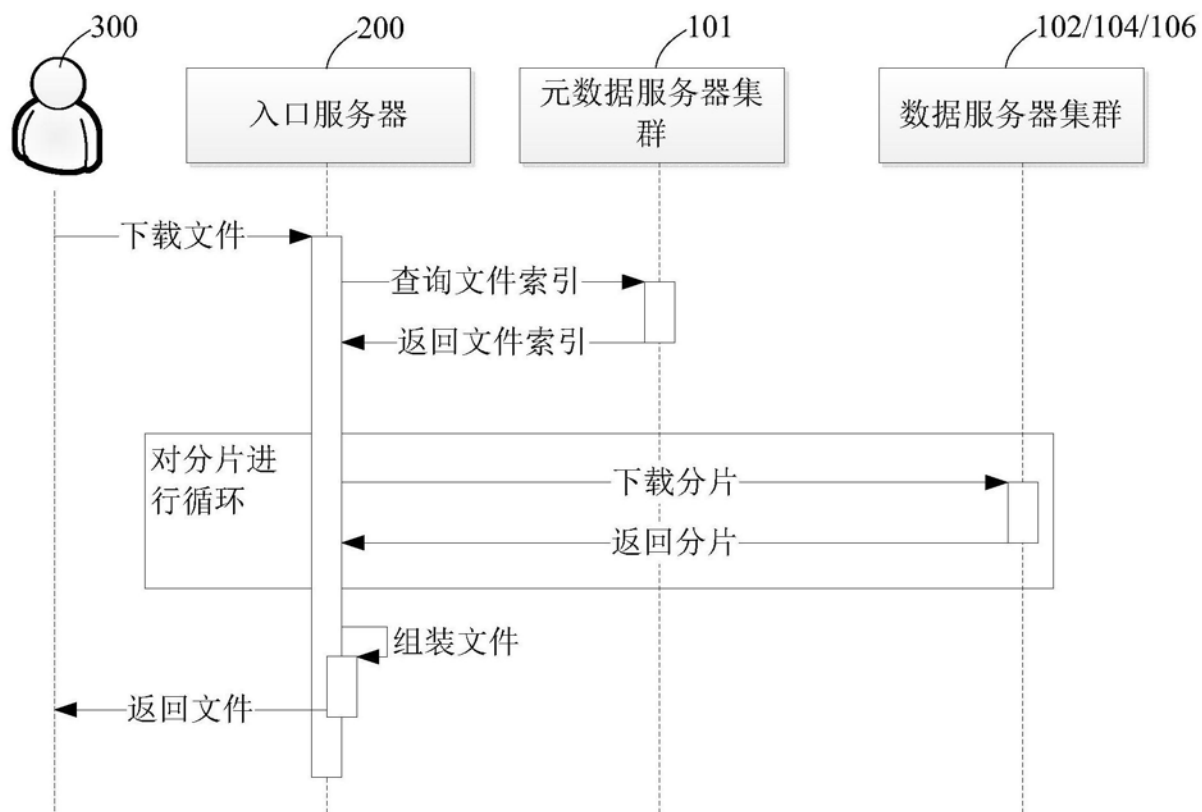 300
200
101
102/104/106
入口服务器
元数据服务器集
群
数据服务器集群
下载文件
查询文件索引
返回文件索引
对分片进
行循环
下载分片
返回分片
组装文件
返回文件